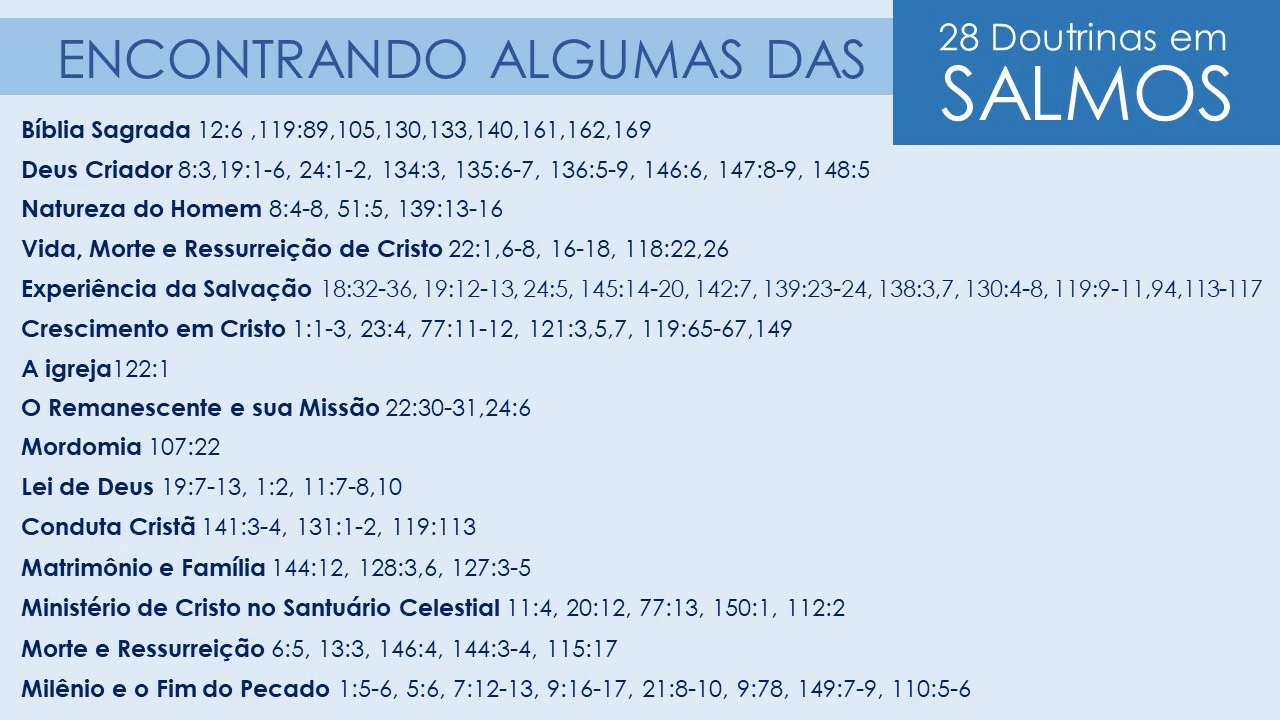 ENCONTRANDO ALGUMAS DAS
28 Doutrinas em
SALMOS
Bíblia Sagrada 12:6 ,119:89,105,130,133,140,161,162,169
Deus Criador 8:3,19:1-6, 24:1-2, 134:3, 135:6-7, 136:5-9, 146:6, 147:8-9, 148:5
Natureza do Homem 8:4-8, 51:5, 139:13-16
Vida, Morte e Ressurreição de Cristo 22:1,6-8, 16-18, 118:22,26
Experiência da Salvação 18:32-36, 19:12-13, 24:5, 145:14-20, 142:7, 139:23-24, 138:3,7, 130:4-8, 119:9-11,94,113-117
Crescimento em Cristo 1:1-3, 23:4, 77:11-12, 121:3,5,7, 119:65-67,149
A igreja122:1
O Remanescente e sua Missão 22:30-31,24:6
Mordomia 107:22
Lei de Deus 19:7-13, 1:2, 11:7-8,10
Conduta Cristã 141:3-4, 131:1-2, 119:113
Matrimônio e Família 144:12, 128:3,6, 127:3-5
Ministério de Cristo no Santuário Celestial 11:4, 20:12, 77:13, 150:1, 112:2
Morte e Ressurreição 6:5, 13:3, 146:4, 144:3-4, 115:17
Milênio e o Fim do Pecado 1:5-6, 5:6, 7:12-13, 9:16-17, 21:8-10, 9:78, 149:7-9, 110:5-6